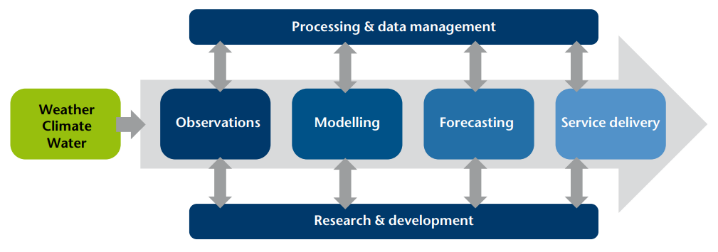 Processing & data management
Weather
Climate
Water
Observations
Modelling
Forecasting
Service delivery
Research & development